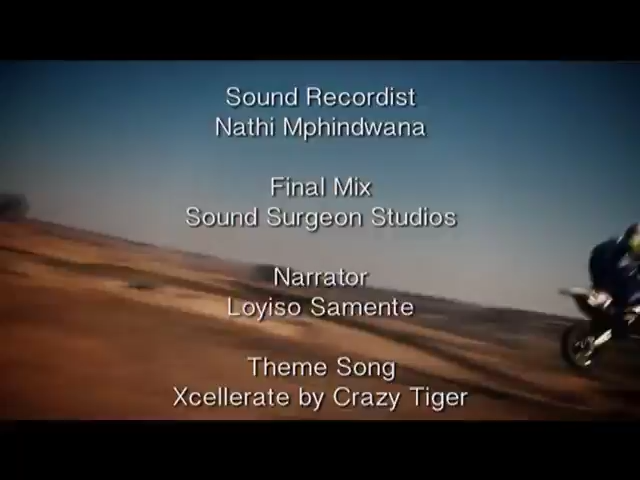 Sound Recordist
Nathi Mphindwana
Final Mix
Sound Surgeon Studios
Narrator
Loyiso Samente
Theme Song
Xcellerate by Crazy Tiger